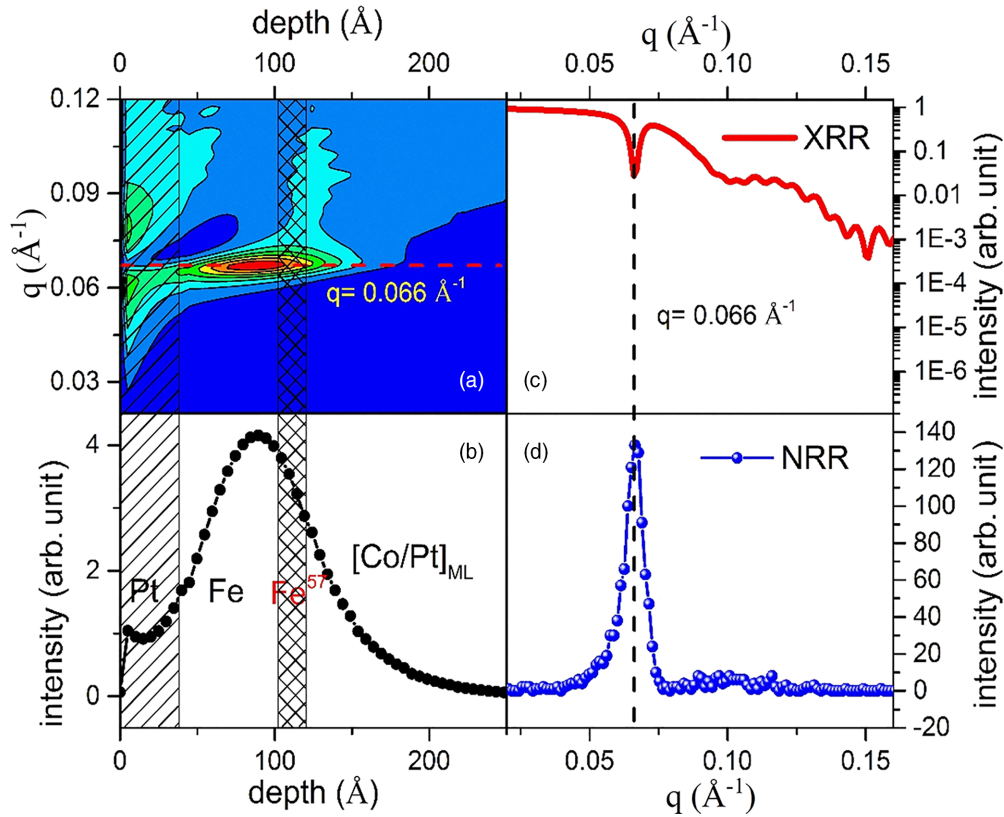 depth (Å)
0 100 200
q (Å⁻¹)
0.05 0.10 0.15
0.12
0.09
0.06
0.03
q (Å⁻¹)
q= 0.066 Å⁻¹
(a)
XRR
q= 0.066 Å⁻¹
(c)
1
0.1
0.01
1E-3
1E-4
1E-5
1E-6
intensity (arb. unit)
4
2
0
intensity (arb. unit)
(b)
Pt
Fe
Fe⁵⁷
[Co/Pt]ML
0 100 200
depth (Å)
(d)
NRR
140
120
100
80
60
40
20
0
-20
intensity (arb. unit)
0.05 0.10 0.15
q (Å⁻¹)